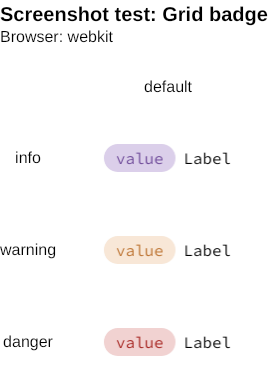 Screenshot test: Grid badge
Browser: webkit
default
info value Label
warning value Label
danger value Label